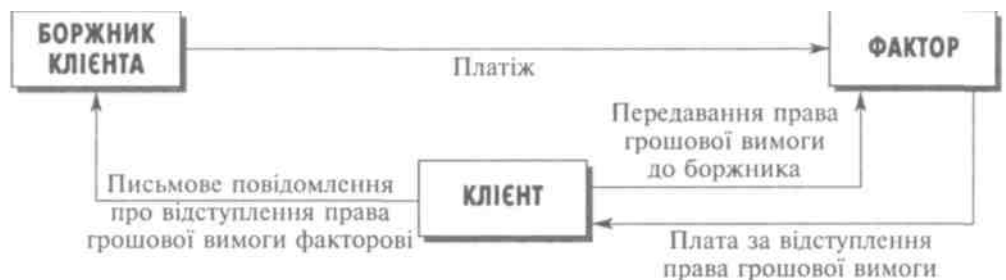 БОРЖНИК
КЛІЄНТА
ФАКТОР
Платіж
Передавання права
грошової вимоги
до боржника
Письмове повідомлення
про відступлення права
грошової вимоги факторові
КЛІЄНТ
Плата за відступлення
права грошової вимоги